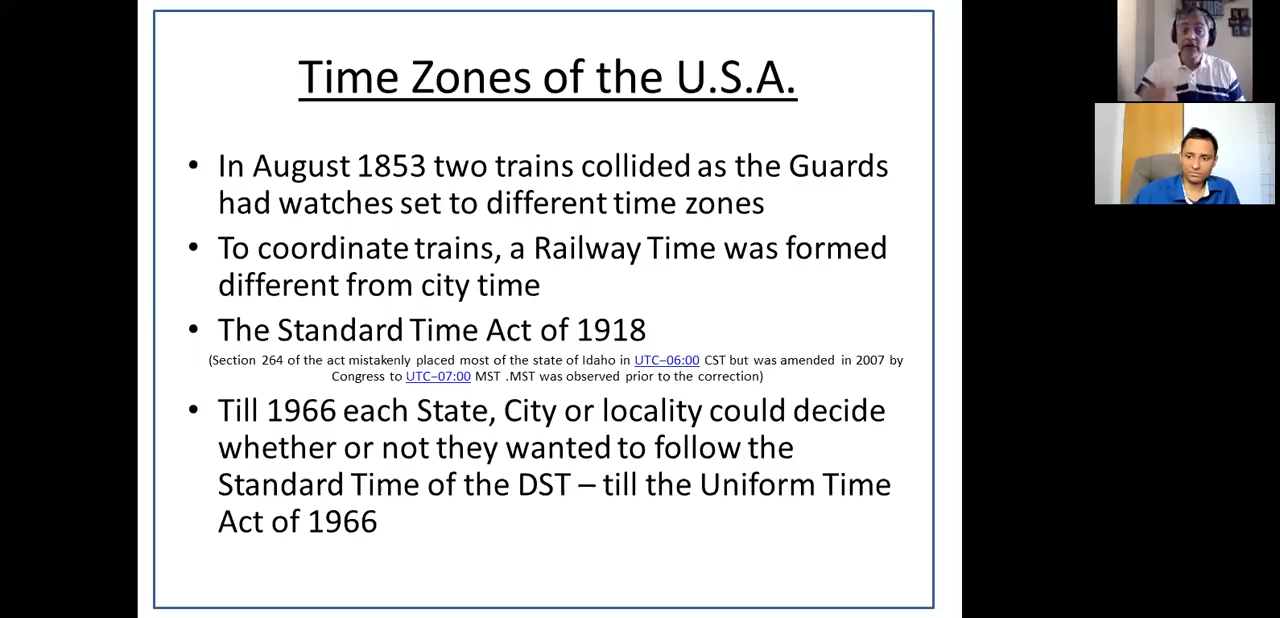 Time Zones of the U.S.A.
• In August 1853 two trains collided as the Guards
had watches set to different time zones
• To coordinate trains, a Railway Time was formed
different from city time
• The Standard Time Act of 1918
(Section 264 of the act mistakenly placed most of the state of Idaho in UTC−06:00 CST but was amended in 2007 by
Congress to UTC−07:00 MST .MST was observed prior to the correction)
• Till 1966 each State, City or locality could decide
whether or not they wanted to follow the
Standard Time of the DST – till the Uniform Time
Act of 1966